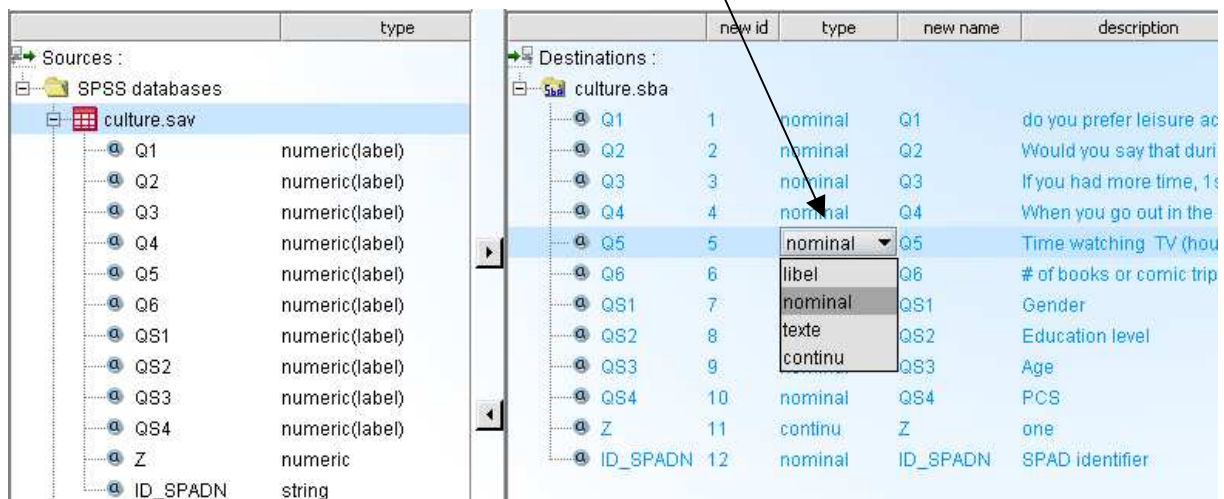 type
Sources :
SPSS databases
culture.sav
Q1 numeric(label)
Q2 numeric(label)
Q3 numeric(label)
Q4 numeric(label)
Q5 numeric(label)
Q6 numeric(label)
QS1 numeric(label)
QS2 numeric(label)
QS3 numeric(label)
QS4 numeric(label)
Z numeric
ID_SPADN string
new id type new name description
Destinations :
culture.sba
Q1 1 nominal Q1 do you prefer leisure ac
Q2 2 nominal Q2 Would you say that duri
Q3 3 nominal Q3 If you had more time, 1s
Q4 4 nominal Q4 When you go out in the
Q5 5 nominal Q5 Time watching TV (hou
Q6 6 libel Q6 # of books or comic trip
QS1 7 nominal QS1 Gender
QS2 8 texte QS2 Education level
QS3 9 continu QS3 Age
QS4 10 nominal QS4 PCS
Z 11 continu Z one
ID_SPADN 12 nominal ID_SPADN SPAD identifier